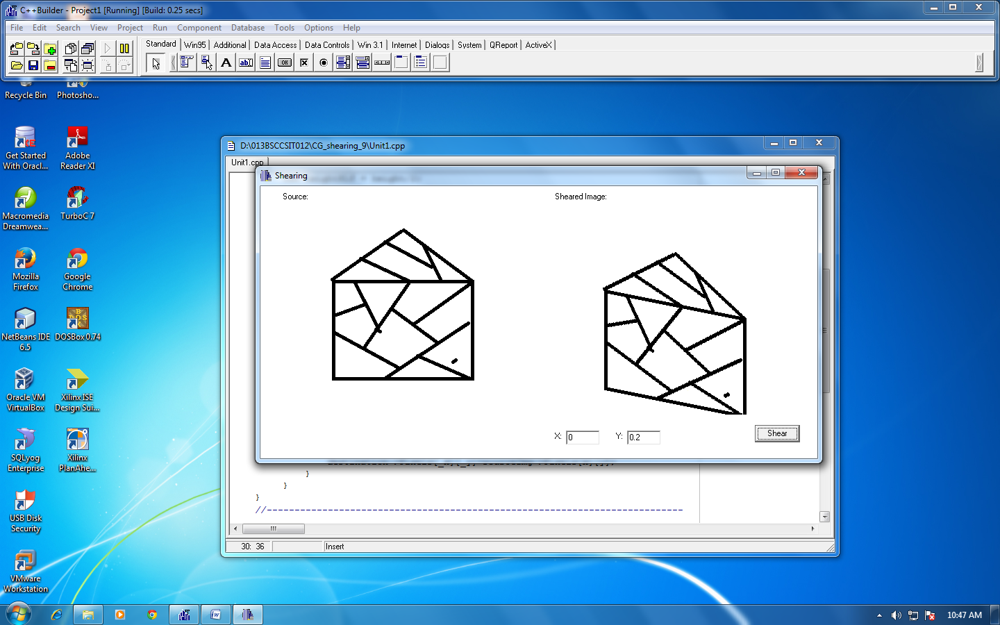 C++Builder - Project1 [Running] [Build: 0.25 secs]
File Edit Search View Project Run Component Database Tools Options Help
Standard Win95 Additional Data Access Data Controls Win 3.1 Internet Dialogs System QReport ActiveX
A ab OK
Recycle Bin
Photosho...
Get Started
With Oracl...
Adobe
Reader XI
Macromedia
Dreamwea...
TurboC 7
Mozilla
Firefox
Google
Chrome
NetBeans IDE
6.5
DOSBox 0.74
Oracle VM
VirtualBox
Xilinx ISE
Design Sui...
SQLyog
Enterprise
Xilinx
PlanAhe...
USB Disk
Security
VMware
Workstation
D:\013BSCCSIT012\CG_shearing_9\Unit1.cpp
Unit1.cpp
Shearing
Source:
Sheared Image:
X: 0 Y: 0.2 Shear
}
}
}
//---------------------------------------------------------------------------
30: 36 Insert
10:47 AM